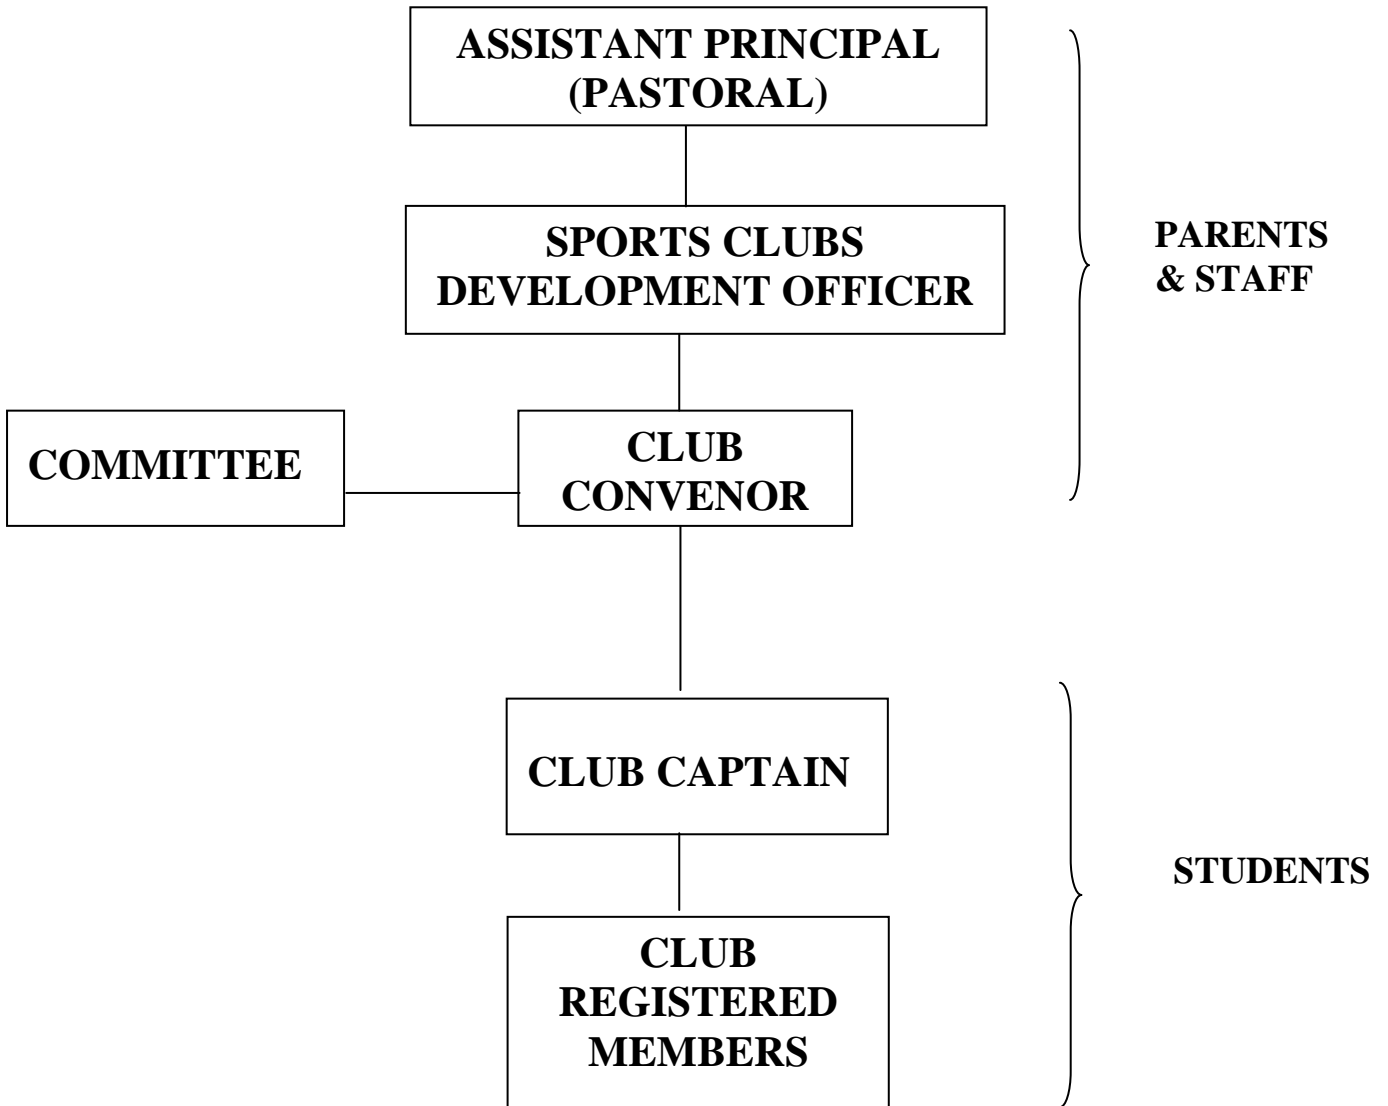 ASSISTANT PRINCIPAL
(PASTORAL)
SPORTS CLUBS
DEVELOPMENT OFFICER
PARENTS
& STAFF
COMMITTEE
CLUB
CONVENOR
CLUB CAPTAIN
STUDENTS
CLUB
REGISTERED
MEMBERS